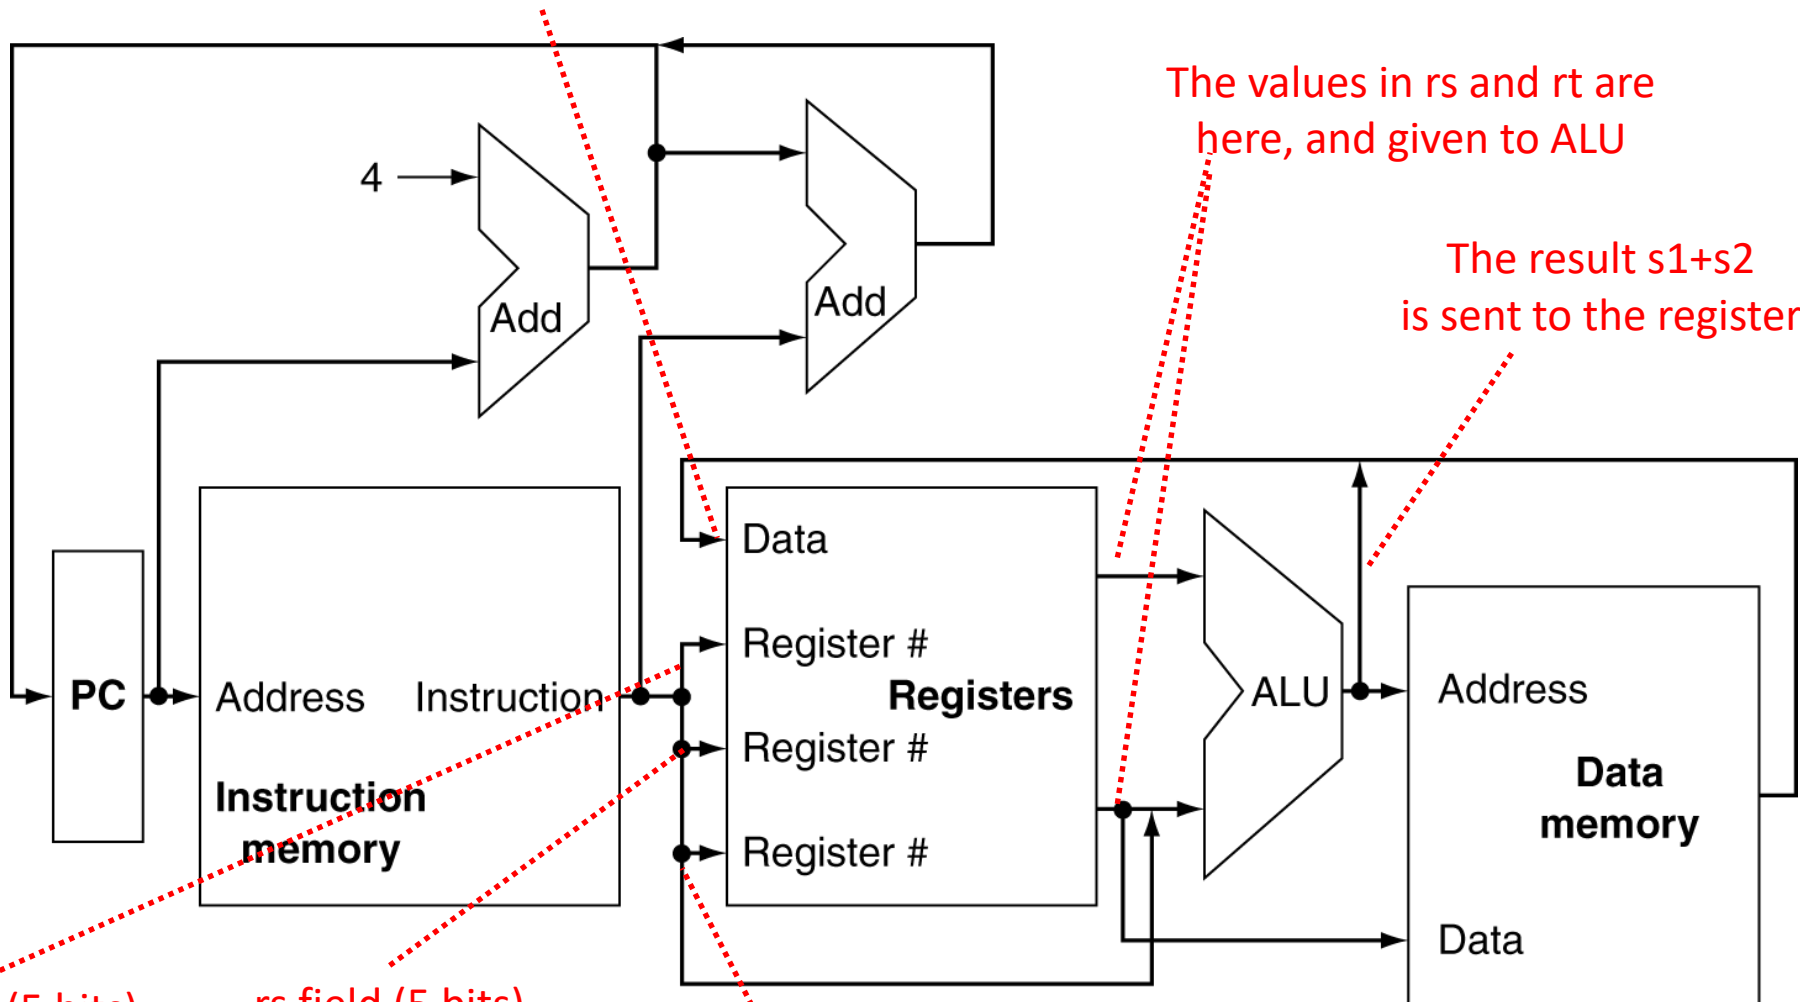 The values in rs and rt are
here, and given to ALU
4
Add
Add
The result s1+s2
is sent to the register
Data
Register #
PC
Address
Instruction
Registers
ALU
Address
Register #
Instruction
memory
Data
memory
Register #
Data
(5 bits)
rs field (5 bits)